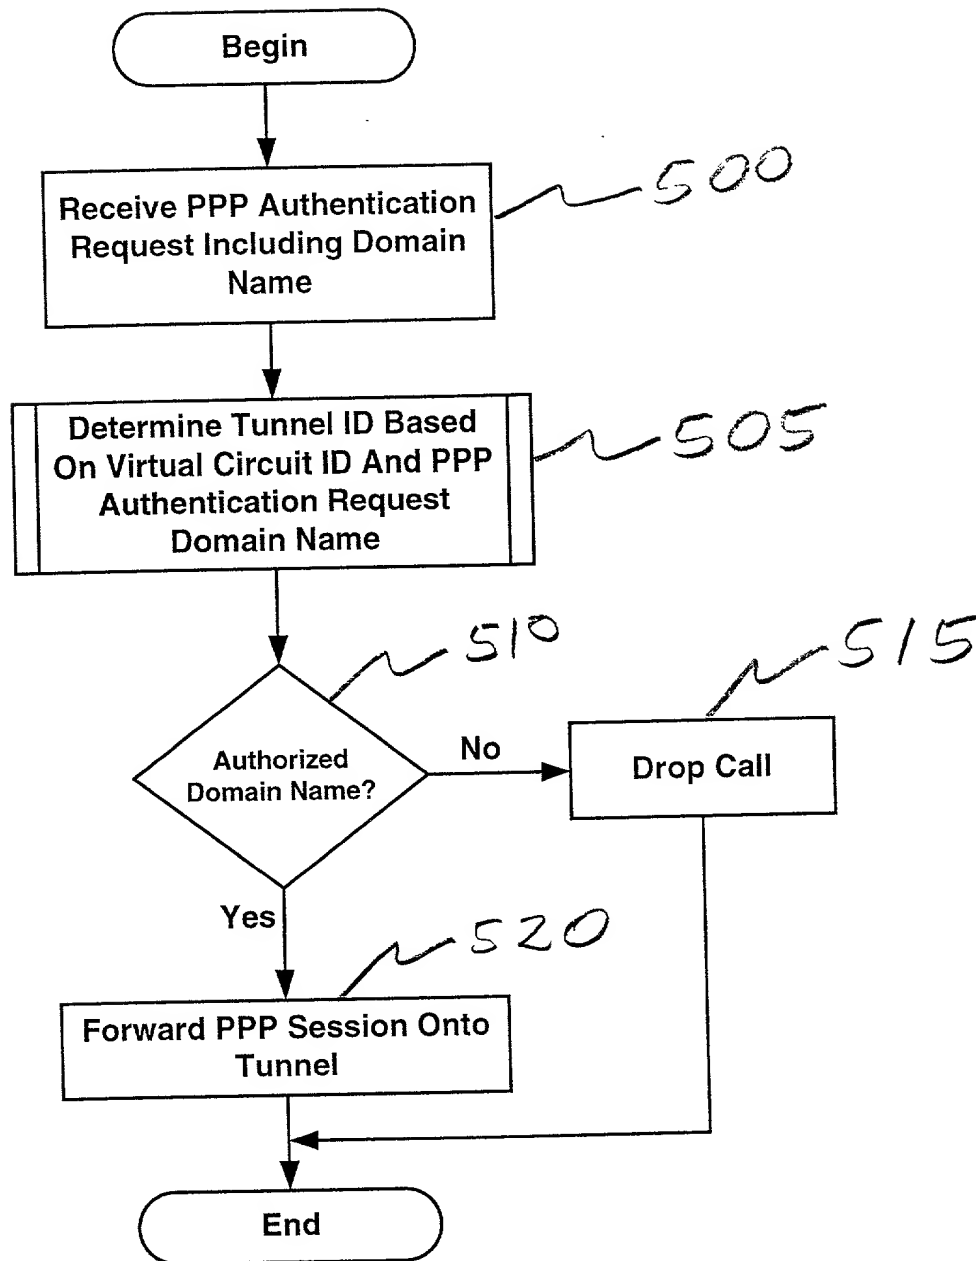 Begin
Receive PPP Authentication
Request Including Domain
Name
500
Determine Tunnel ID Based
On Virtual Circuit ID And PPP
Authentication Request
Domain Name
505
510
515
Authorized
Domain Name?
No
Drop Call
Yes
520
Forward PPP Session Onto
Tunnel
End